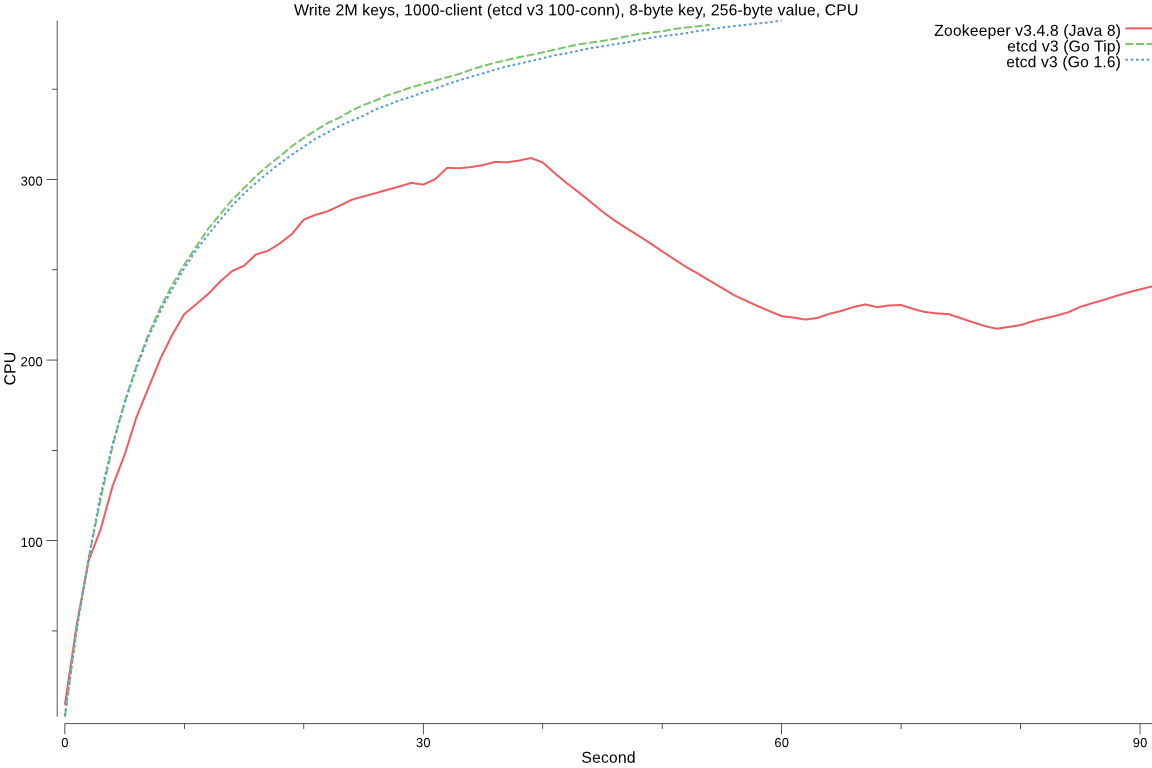 Write 2M keys, 1000-client (etcd v3 100-conn), 8-byte key, 256-byte value, CPU
Zookeeper v3.4.8 (Java 8)
etcd v3 (Go Tip)
etcd v3 (Go 1.6)
300
200
100
CPU
0
30
60
90
Second